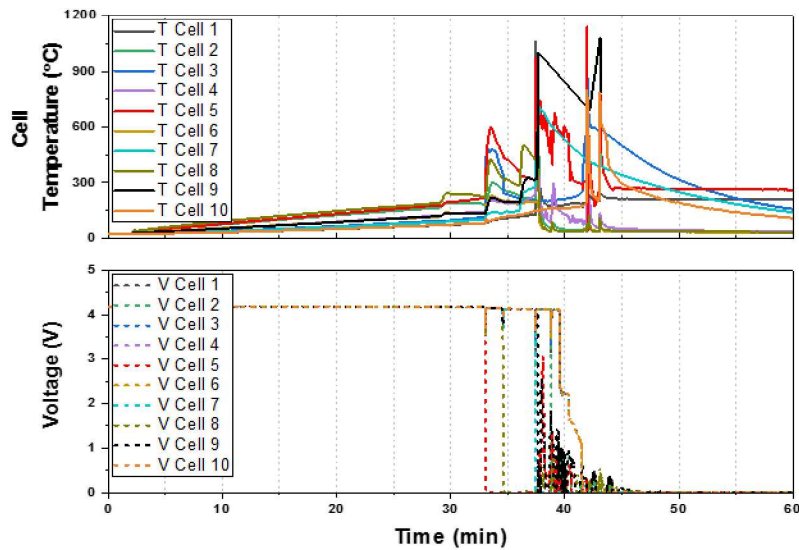 1200
900
600
300
0
Cell
Temperature (°C)
T Cell 1
T Cell 2
T Cell 3
T Cell 4
T Cell 5
T Cell 6
T Cell 7
T Cell 8
T Cell 9
T Cell 10
5
4
3
2
1
0
Voltage (V)
V Cell 1
V Cell 2
V Cell 3
V Cell 4
V Cell 5
V Cell 6
V Cell 7
V Cell 8
V Cell 9
V Cell 10
0 10 20 30 40 50 60
Time (min)